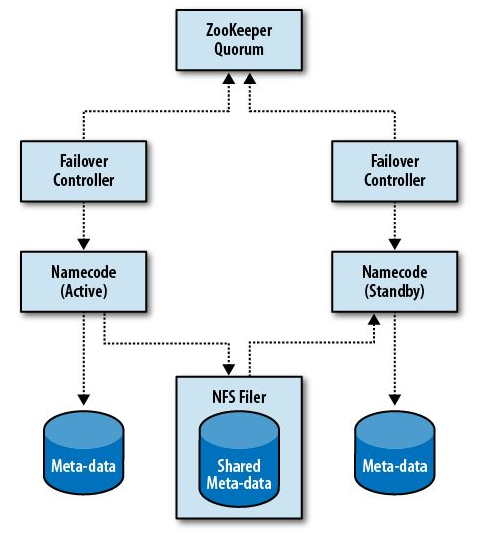 ZooKeeper
Quorum
Failover
Controller
Failover
Controller
Namecode
(Active)
Namecode
(Standby)
NFS Filer
Meta-data
Shared
Meta-data
Meta-data